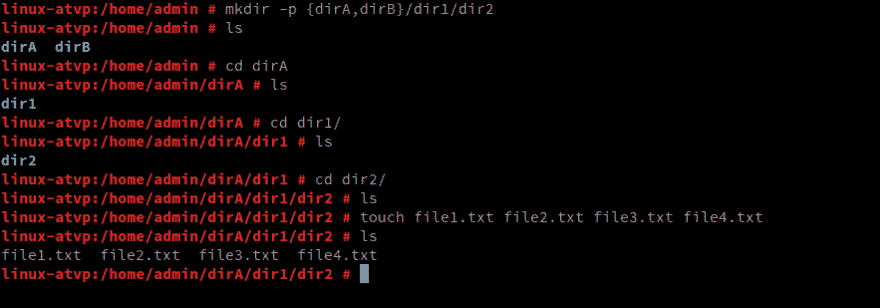 linux-atvp:/home/admin # mkdir -p {dirA,dirB}/dir1/dir2
linux-atvp:/home/admin # ls
dirA  dirB
linux-atvp:/home/admin # cd dirA
linux-atvp:/home/admin/dirA # ls
dir1
linux-atvp:/home/admin/dirA # cd dir1/
linux-atvp:/home/admin/dirA/dir1 # ls
dir2
linux-atvp:/home/admin/dirA/dir1 # cd dir2/
linux-atvp:/home/admin/dirA/dir1/dir2 # ls
linux-atvp:/home/admin/dirA/dir1/dir2 # touch file1.txt file2.txt file3.txt file4.txt
linux-atvp:/home/admin/dirA/dir1/dir2 # ls
file1.txt  file2.txt  file3.txt  file4.txt
linux-atvp:/home/admin/dirA/dir1/dir2 #